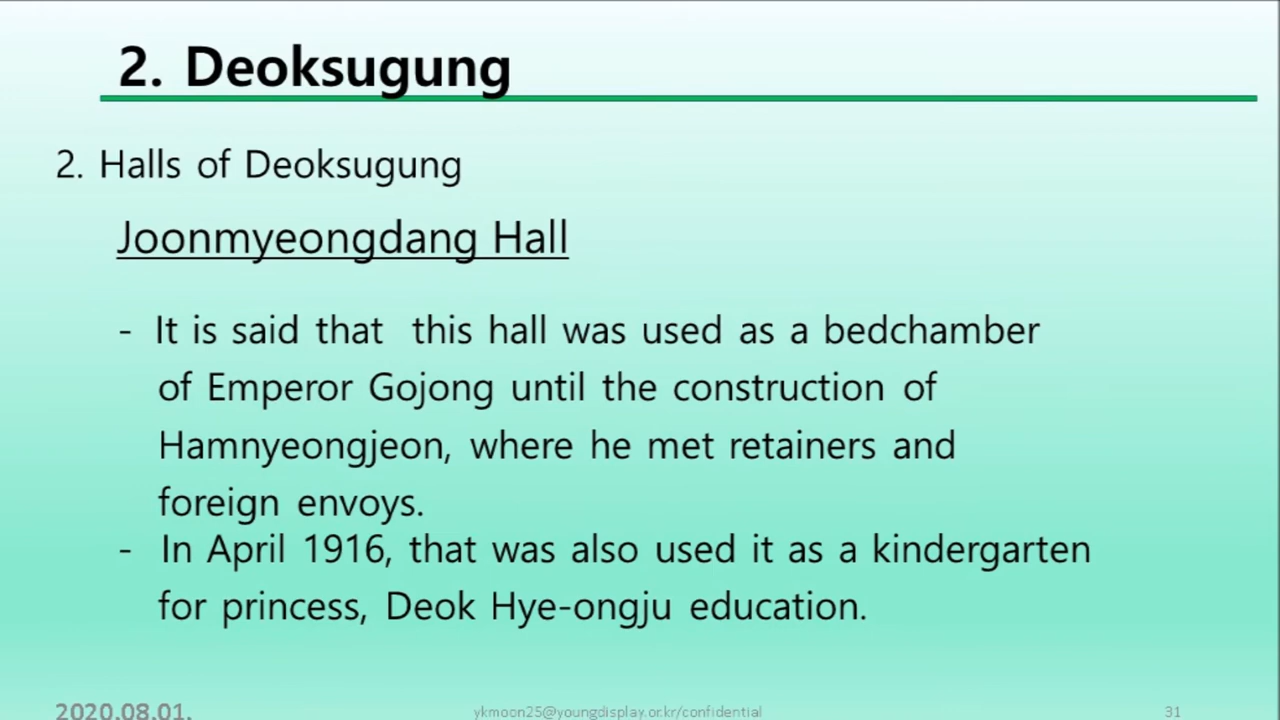 2. Deoksugung
2. Halls of Deoksugung
Joonmyeongdang Hall
- It is said that this hall was used as a bedchamber
of Emperor Gojong until the construction of
Hamnyeongjeon, where he met retainers and
foreign envoys.
- In April 1916, that was also used it as a kindergarten
for princess, Deok Hye-ongju education.
2020.08.01. ykmoon25@youngdisplay.or.kr/confidential 31